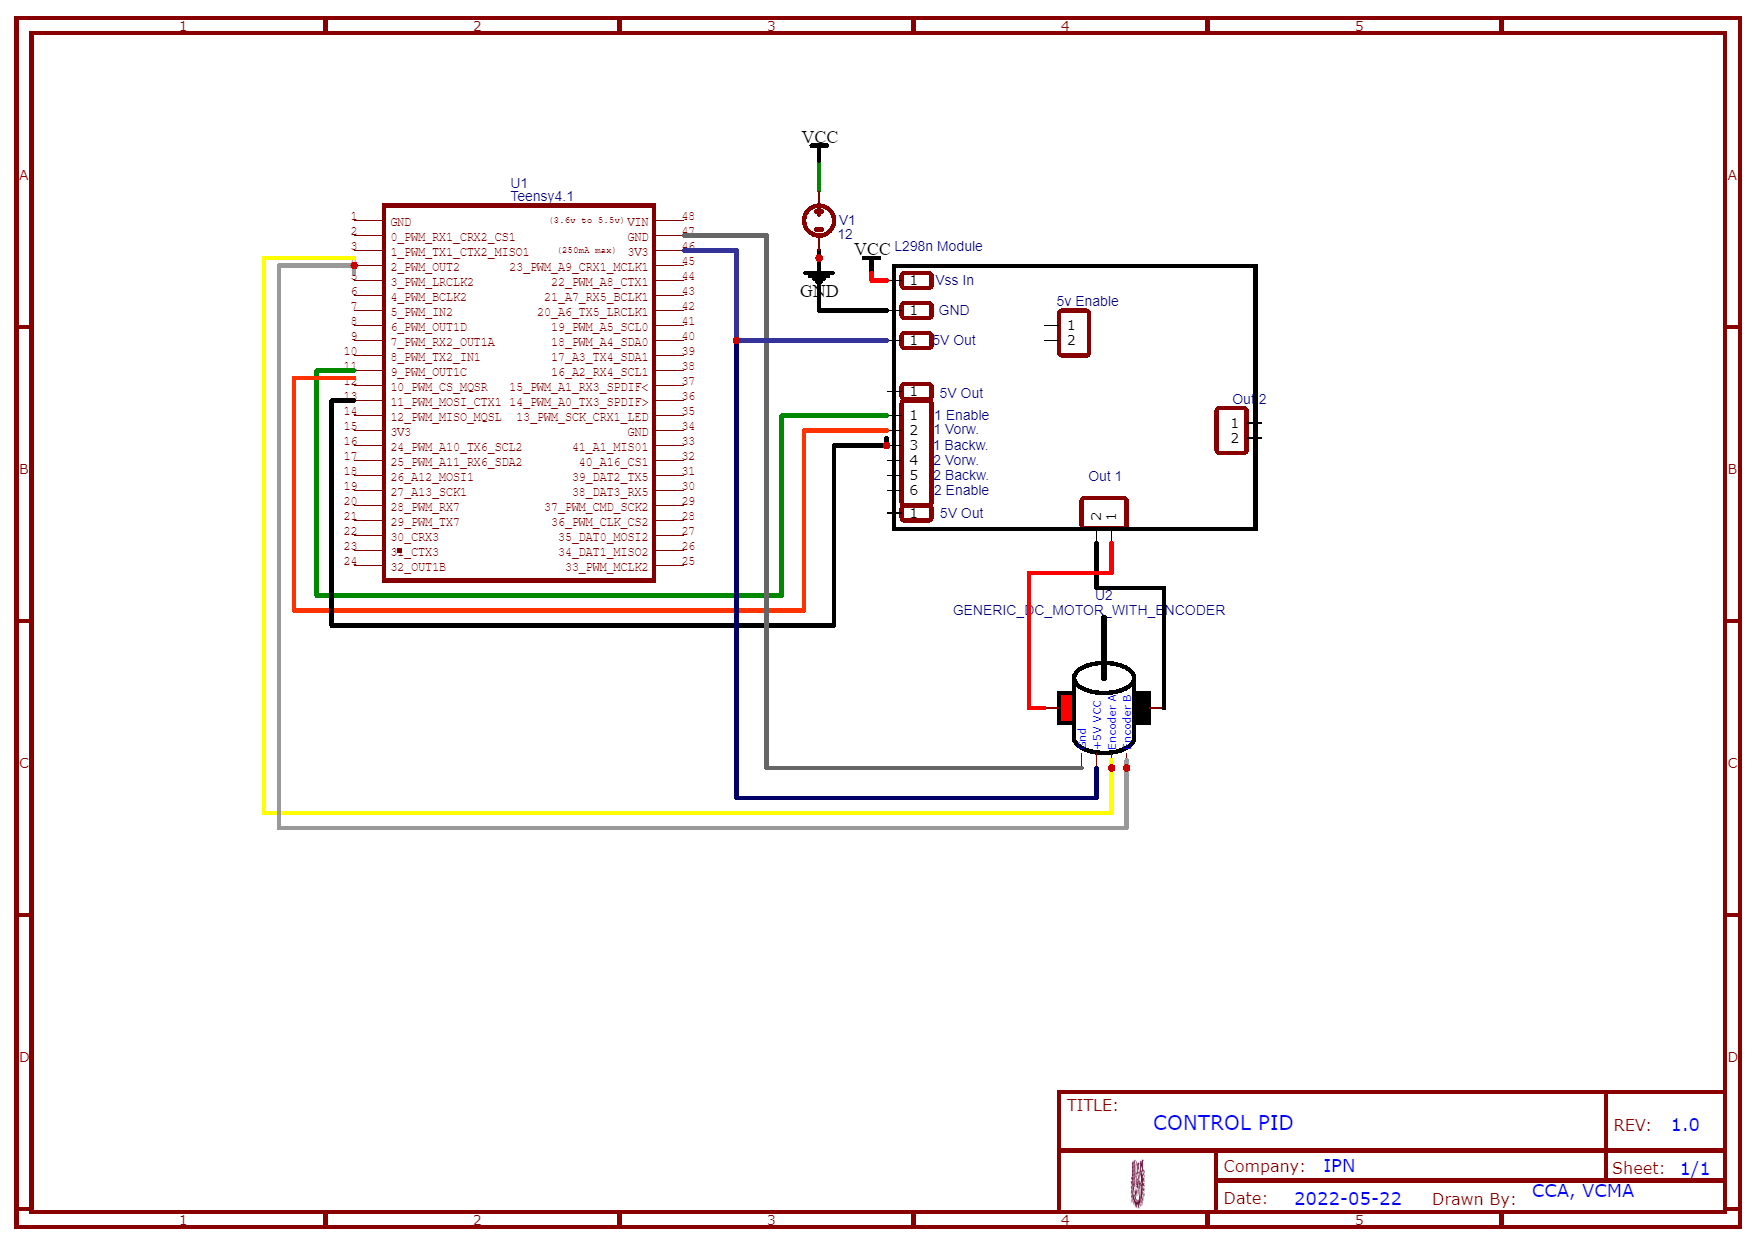 1 2 3 4 5
A A
B B
C C
D D
VCC
V1
12
GND
U1
Teensy4.1
1 GND
2 0_PWM_RX1_CRX2_CS1
3 1_PWM_TX1_CTX2_MISO1
2_PWM_OUT2
5 3_PWM_LRCLK2
6 4_PWM_BCLK2
7 5_PWM_IN2
8 6_PWM_OUT1D
9 7_PWM_RX2_OUT1A
10 8_PWM_TX2_IN1
11 9_PWM_OUT1C
12 10_PWM_CS_MQSR
13 11_PWM_MOSI_CTX1
14 12_PWM_MISO_MQSL
15 3V3
16 24_PWM_A10_TX6_SCL2
17 25_PWM_A11_RX6_SDA2
18 26_A12_MOSI1
19 27_A13_SCK1
20 28_PWM_RX7
21 29_PWM_TX7
22 30_CRX3
23 31_CTX3
24 32_OUT1B
(3.6v to 5.5v) VIN 48
GND 47
(250mA max) 3V3 46
23_PWM_A9_CRX1_MCLK1 45
22_PWM_A8_CTX1 44
21_A7_RX5_BCLK1 43
20_A6_TX5_LRCLK1 42
19_PWM_A5_SCL0 41
18_PWM_A4_SDA0 40
17_A3_TX4_SDA1 39
16_A2_RX4_SCL1 38
15_PWM_A1_RX3_SPDIF< 37
14_PWM_A0_TX3_SPDIF> 36
13_PWM_SCK_CRX1_LED 35
GND 34
41_A1_MISO1 33
40_A16_CS1 32
39_DAT2_TX5 31
38_DAT3_RX5 30
37_PWM_CMD_SCK2 29
36_PWM_CLK_CS2 28
35_DAT0_MOSI2 27
34_DAT1_MISO2 26
33_PWM_MCLK2 25
VCC
L298n Module
1 Vss In
1 GND
1 5V Out
1 5V Out
1 1 Enable
2 1 Vorw.
3 1 Backw.
4 2 Vorw.
5 2 Backw.
6 2 Enable
1 5V Out
5v Enable
1
2
Out 2
1
2
Out 1
2 1
U2
GENERIC_DC_MOTOR_WITH_ENCODER
Gnd
+5V VCC
Encoder A
Encoder B
TITLE:
CONTROL PID
REV: 1.0
Company: IPN
Sheet: 1/1
Date: 2022-05-22
Drawn By: CCA, VCMA
1 2 3 4 5